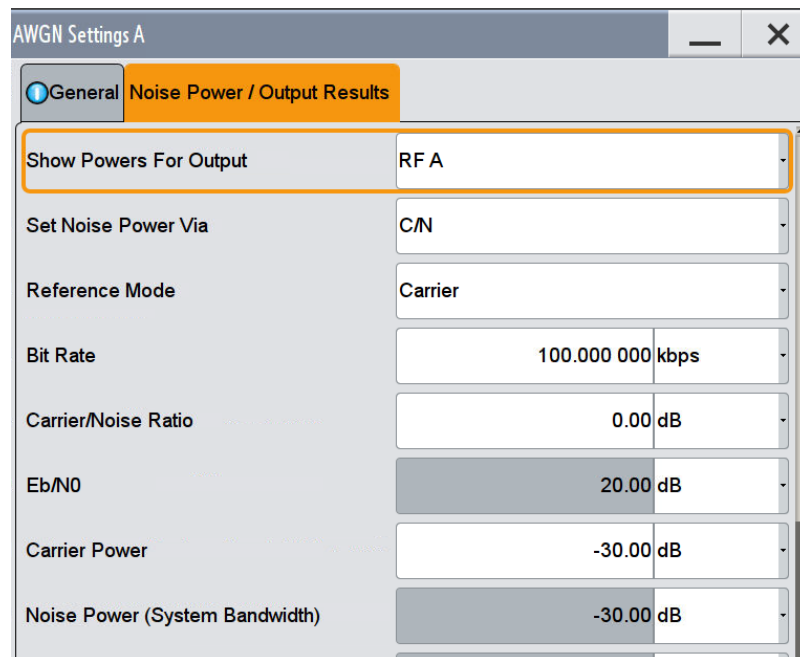 AWGN Settings A
General Noise Power / Output Results
Show Powers For Output RF A
Set Noise Power Via C/N
Reference Mode Carrier
Bit Rate 100.000 000 kbps
Carrier/Noise Ratio 0.00 dB
Eb/N0 20.00 dB
Carrier Power -30.00 dB
Noise Power (System Bandwidth) -30.00 dB